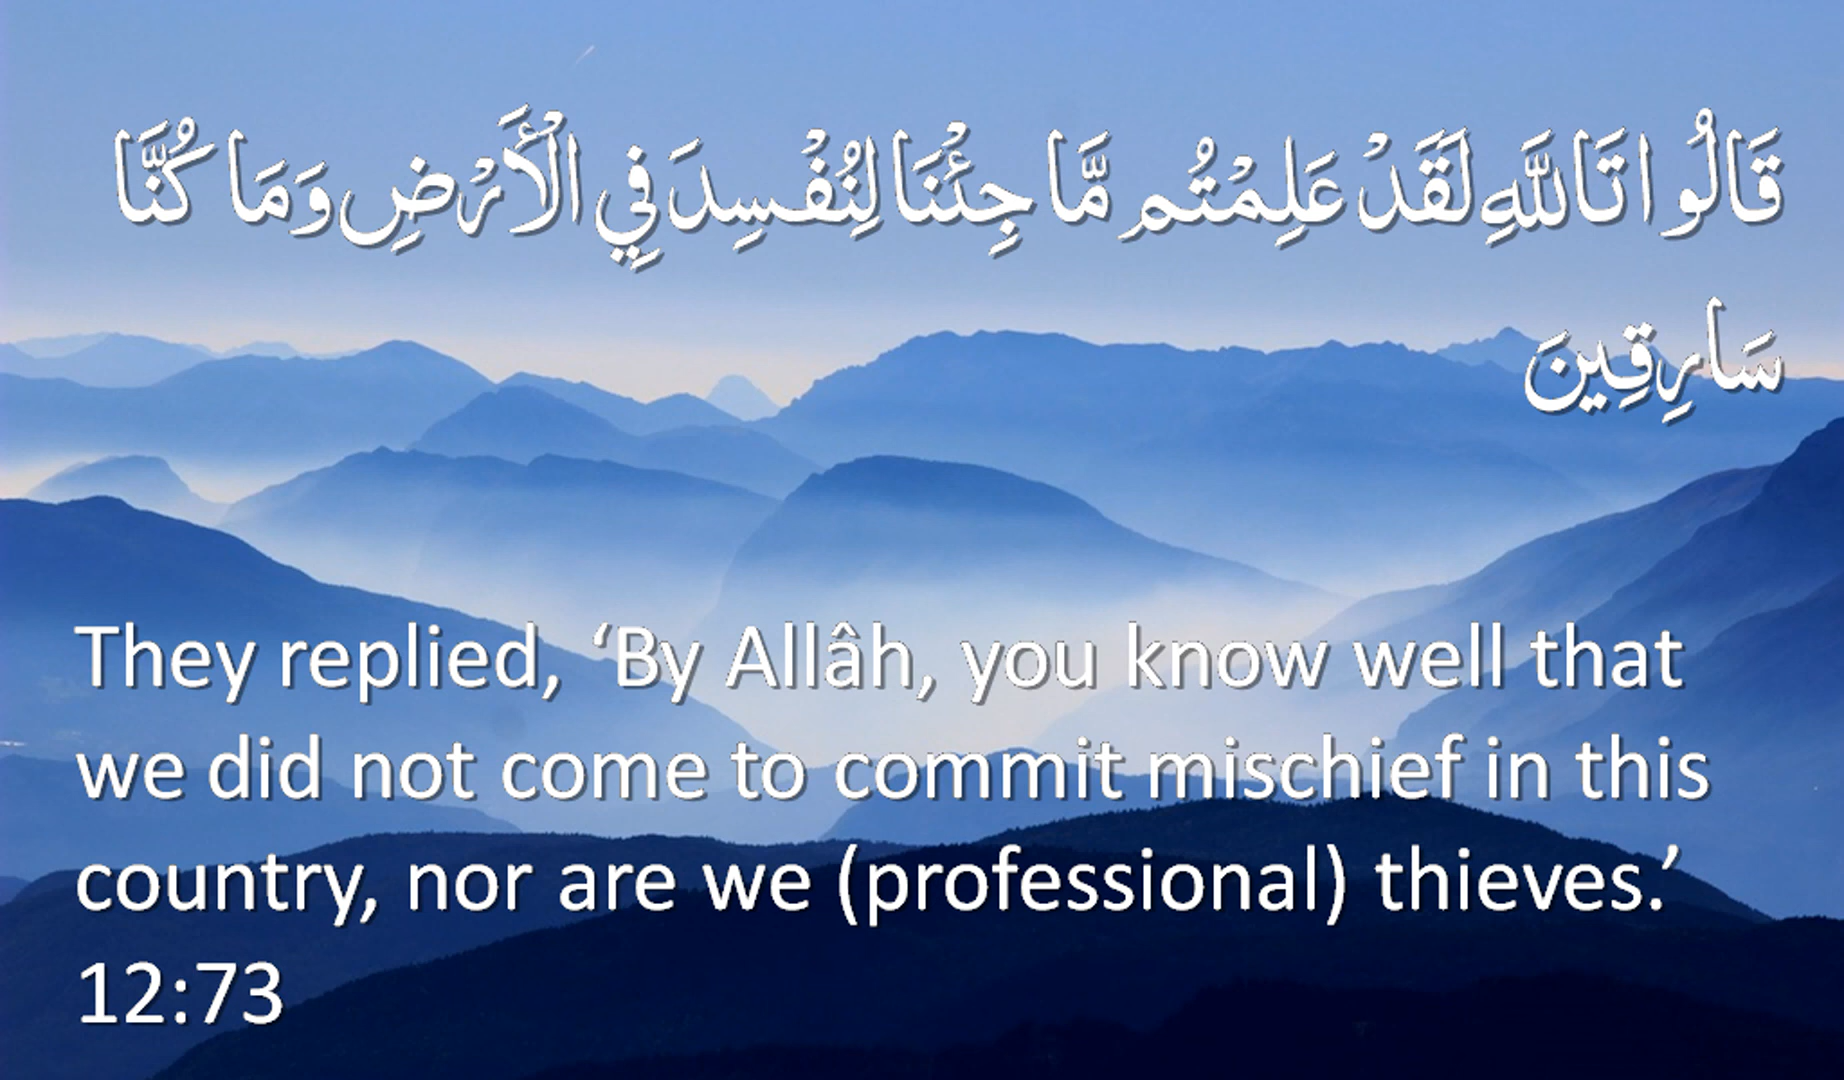 قَالُوا تَاللَّهِ لَقَدْ عَلِمْتُم مَّا جِئْنَا لِنُفْسِدَ فِي الْأَرْضِ وَمَا كُنَّا
سَارِقِينَ
They replied, ‘By Allâh, you know well that
we did not come to commit mischief in this
country, nor are we (professional) thieves.’
12:73